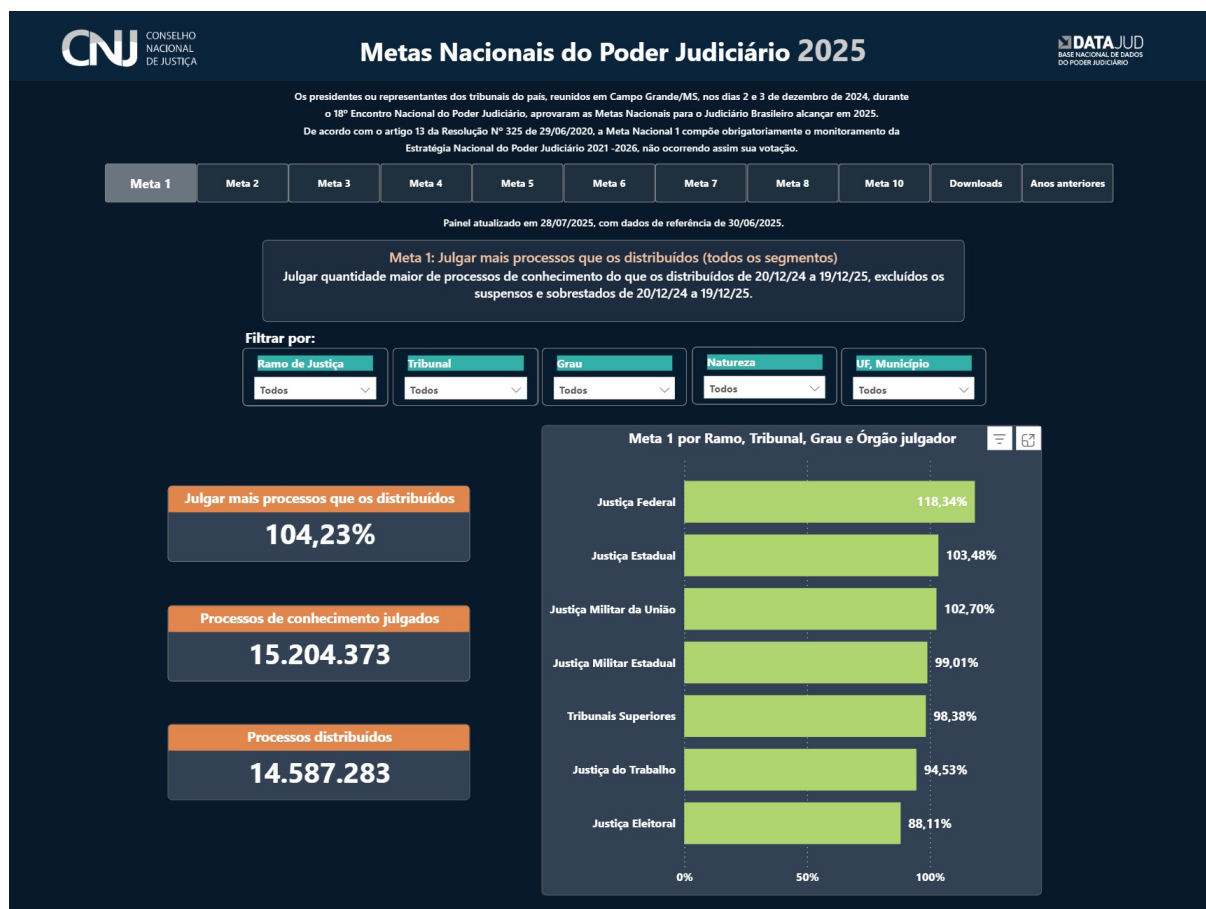 CNJ
CONSELHO
NACIONAL
DE JUSTIÇA
Metas Nacionais do Poder Judiciário 2025
DATAJUD
BASE NACIONAL DE DADOS
DO PODER JUDICIÁRIO
Os presidentes ou representantes dos tribunais do país, reunidos em Campo Grande/MS, nos dias 2 e 3 de dezembro de 2024, durante
o 18º Encontro Nacional do Poder Judiciário, aprovaram as Metas Nacionais para o Judiciário Brasileiro alcançar em 2025.
De acordo com o artigo 13 da Resolução Nº 325 de 29/06/2020, a Meta Nacional 1 compõe obrigatoriamente o monitoramento da
Estratégia Nacional do Poder Judiciário 2021 -2026, não ocorrendo assim sua votação.
Meta 1
Meta 2
Meta 3
Meta 4
Meta 5
Meta 6
Meta 7
Meta 8
Meta 10
Downloads
Anos anteriores
Painel atualizado em 28/07/2025, com dados de referência de 30/06/2025.
Meta 1: Julgar mais processos que os distribuídos (todos os segmentos)
Julgar quantidade maior de processos de conhecimento do que os distribuídos de 20/12/24 a 19/12/25, excluídos os
suspensos e sobrestados de 20/12/24 a 19/12/25.
Filtrar por:
Ramo de Justiça
Todos
Tribunal
Todos
Grau
Todos
Natureza
Todos
UF, Município
Todos
Julgar mais processos que os distribuídos
104,23%
Processos de conhecimento julgados
15.204.373
Processos distribuídos
14.587.283
Meta 1 por Ramo, Tribunal, Grau e Órgão julgador
Justiça Federal 118,34%
Justiça Estadual 103,48%
Justiça Militar da União 102,70%
Justiça Militar Estadual 99,01%
Tribunais Superiores 98,38%
Justiça do Trabalho 94,53%
Justiça Eleitoral 88,11%
0% 50% 100%